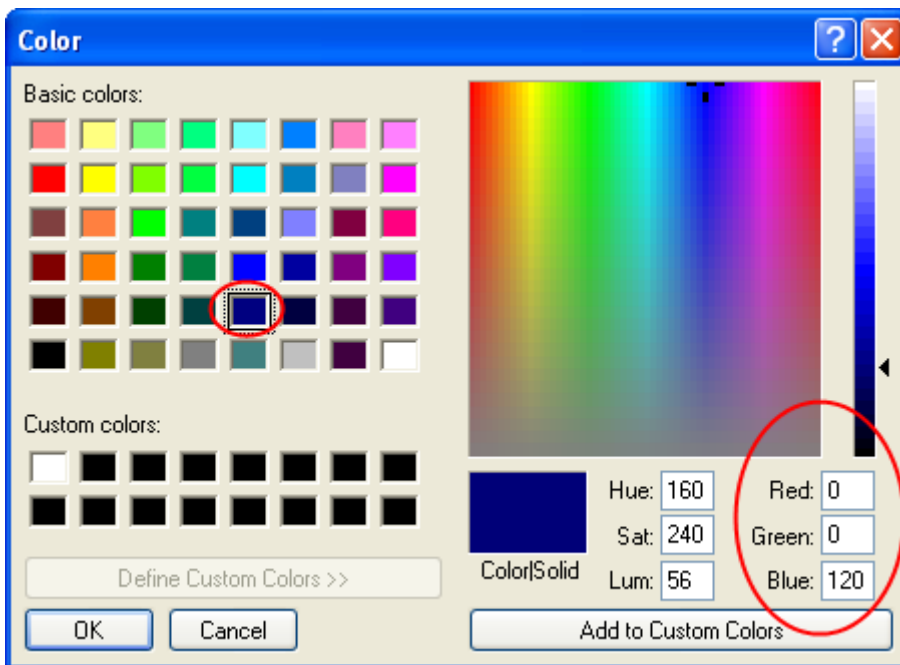 Color
Basic colors:
Custom colors:
Define Custom Colors >>
OK Cancel
Color|Solid
Hue: 160 Red: 0
Sat: 240 Green: 0
Lum: 56 Blue: 120
Add to Custom Colors